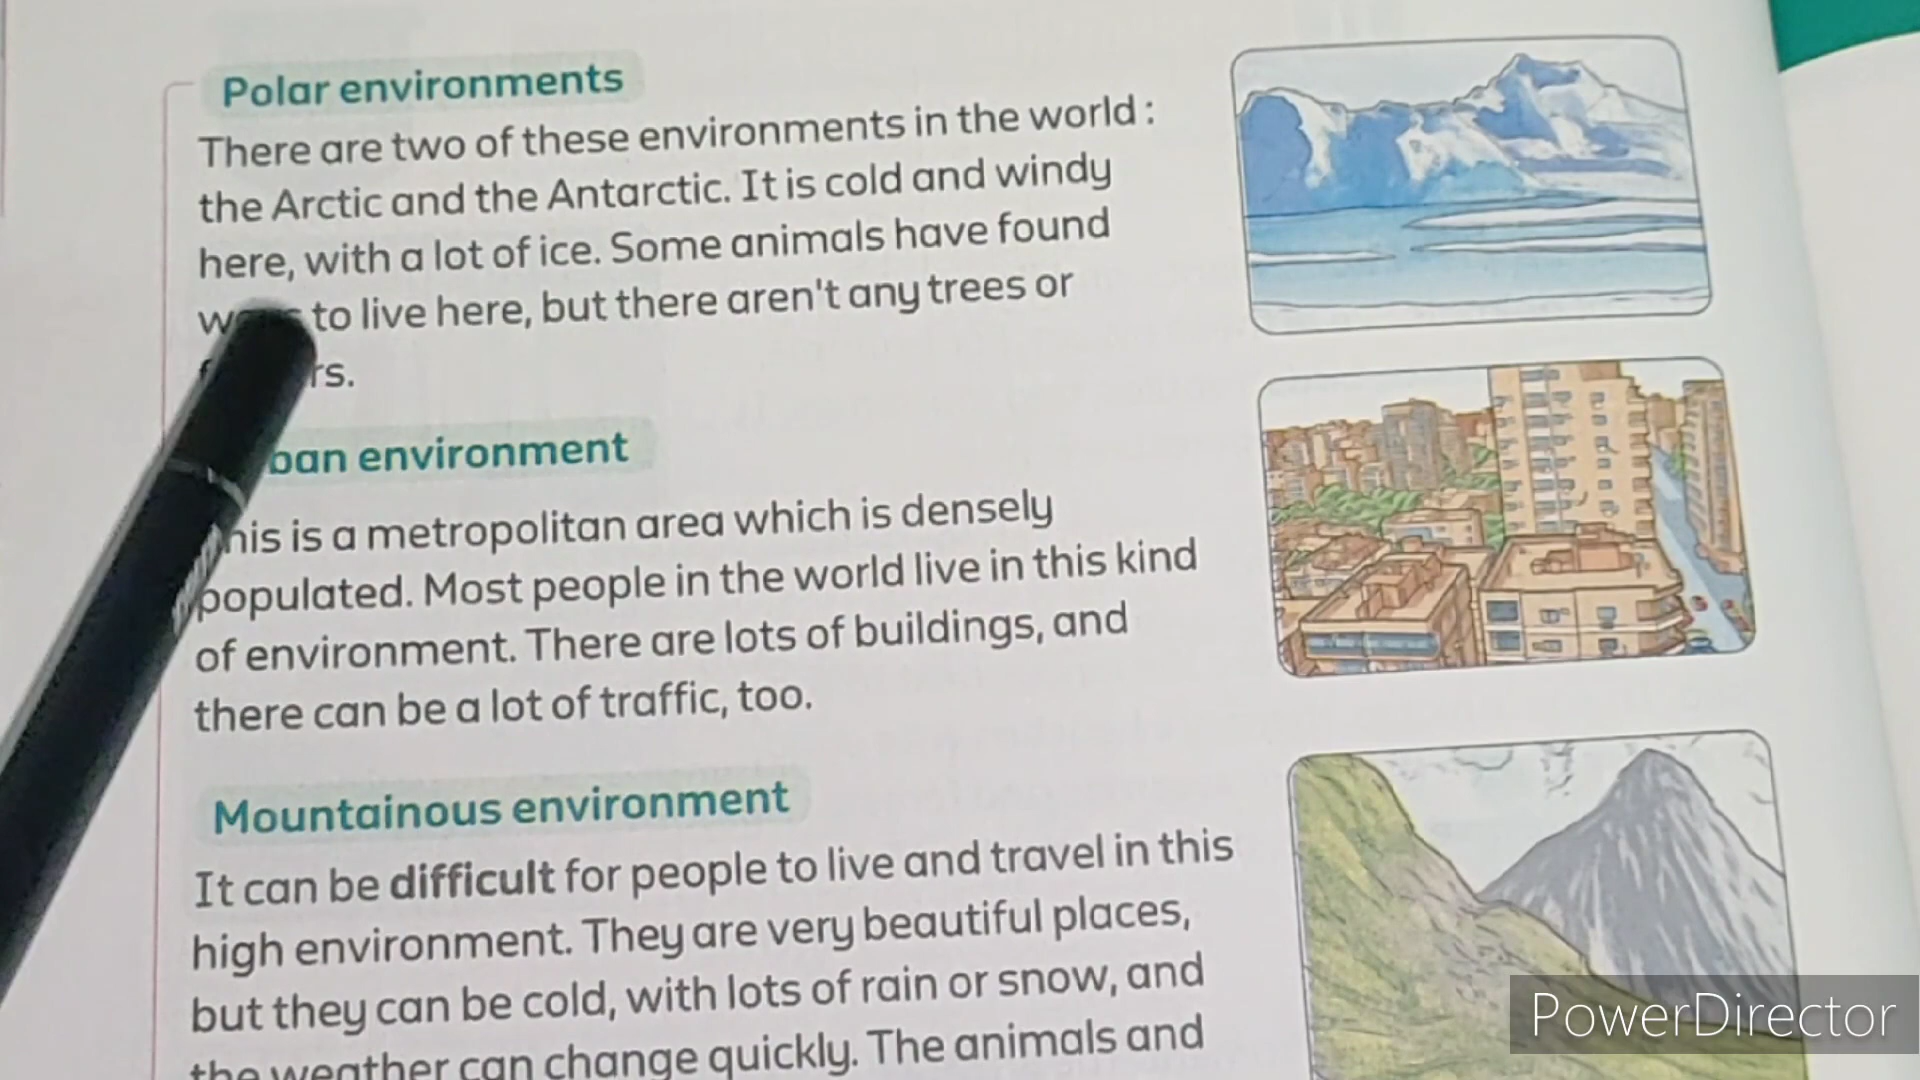 Polar environments
There are two of these environments in the world :
the Arctic and the Antarctic. It is cold and windy
here, with a lot of ice. Some animals have found
to live here, but there aren't any trees or
environment
is a metropolitan area which is densely
populated. Most people in the world live in this kind
of environment. There are lots of buildings, and
there can be a lot of traffic, too.
Mountainous environment
It can be difficult for people to live and travel in this
high environment. They are very beautiful places,
but they can be cold, with lots of rain or snow, and
the weather can change quickly. The animals and
PowerDirector